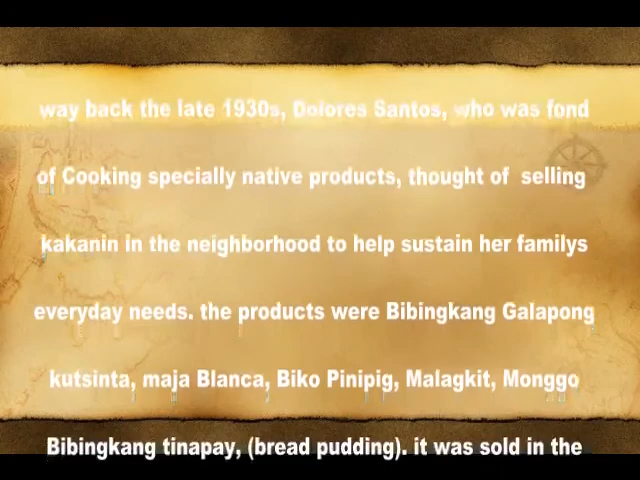 way back the late 1930s, Dolores Santos, who was fond
of Cooking specially native products, thought of selling
kakanin in the neighborhood to help sustain her familys
everyday needs. the products were Bibingkang Galapong
kutsinta, maja Blanca, Biko Pinipig, Malagkit, Monggo
Bibingkang tinapay, (bread pudding). it was sold in the